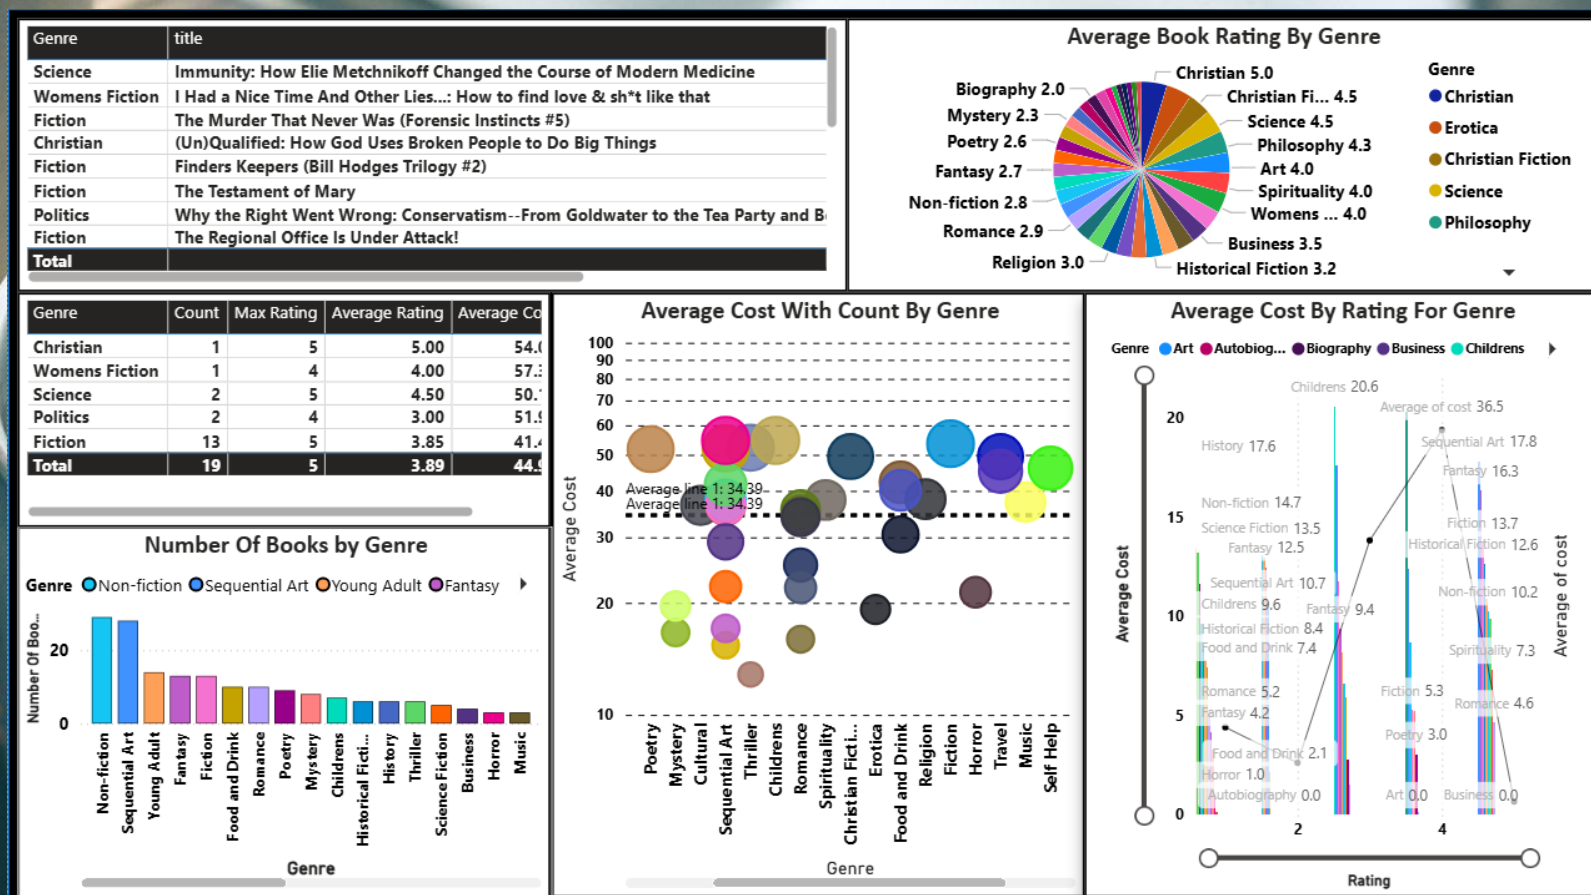 Genre title
Science Immunity: How Elie Metchnikoff Changed the Course of Modern Medicine
Womens Fiction I Had a Nice Time And Other Lies...: How to find love & sh*t like that
Fiction The Murder That Never Was (Forensic Instincts #5)
Christian (Un)Qualified: How God Uses Broken People to Do Big Things
Fiction Finders Keepers (Bill Hodges Trilogy #2)
Fiction The Testament of Mary
Politics Why the Right Went Wrong: Conservatism--From Goldwater to the Tea Party and
Fiction The Regional Office Is Under Attack!
Total
Average Book Rating By Genre
Christian 5.0
Christian Fi... 4.5
Science 4.5
Philosophy 4.3
Art 4.0
Spirituality 4.0
Womens ... 4.0
Business 3.5
Historical Fiction 3.2
Biography 2.0
Mystery 2.3
Poetry 2.6
Fantasy 2.7
Non-fiction 2.8
Romance 2.9
Religion 3.0
Genre
Christian
Erotica
Christian Fiction
Science
Philosophy
Genre Count Max Rating Average Rating Average Co
Christian 1 5 5.00 54.
Womens Fiction 1 4 4.00 57.
Science 2 5 4.50 50.
Politics 2 4 3.00 51.
Fiction 13 5 3.85 41.
Total 19 5 3.89 44.
Number Of Books by Genre
Genre Non-fiction Sequential Art Young Adult Fantasy
Number Of Boo...
20
0
Non-fiction
Sequential Art
Young Adult
Fantasy
Fiction
Food and Drink
Romance
Poetry
Mystery
Childrens
Historical Ficti...
History
Thriller
Science Fiction
Business
Horror
Music
Genre
Average Cost With Count By Genre
Average Cost
100
90
80
70
60
50
40
30
20
10
Average line 1: 34.39
Average line 1: 34.39
Poetry
Mystery
Cultural
Sequential Art
Thriller
Childrens
Romance
Spirituality
Christian Ficti...
Erotica
Food and Drink
Religion
Fiction
Horror
Travel
Music
Self Help
Genre
Average Cost By Rating For Genre
Genre Art Autobiog... Biography Business Childrens
Average Cost
20
15
10
5
0
Childrens 20.6
Average of cost 36.5
History 17.6
Sequential Art 17.8
Fantasy 16.3
Non-fiction 14.7
Science Fiction 13.5
Fiction 13.7
Fantasy 12.5
Historical Fiction 12.6
Sequential Art 10.7
Non-fiction 10.2
Childrens 9.6
Fantasy 9.4
Historical Fiction 8.4
Food and Drink 7.4
Spirituality 7.3
Romance 5.2
Fiction 5.3
Romance 4.6
Fantasy 4.2
Poetry 3.0
Food and Drink 2.1
Horror 1.0
Autobiography 0.0
Art 0.0
Business 0.0
2 4
Rating
Average of cost